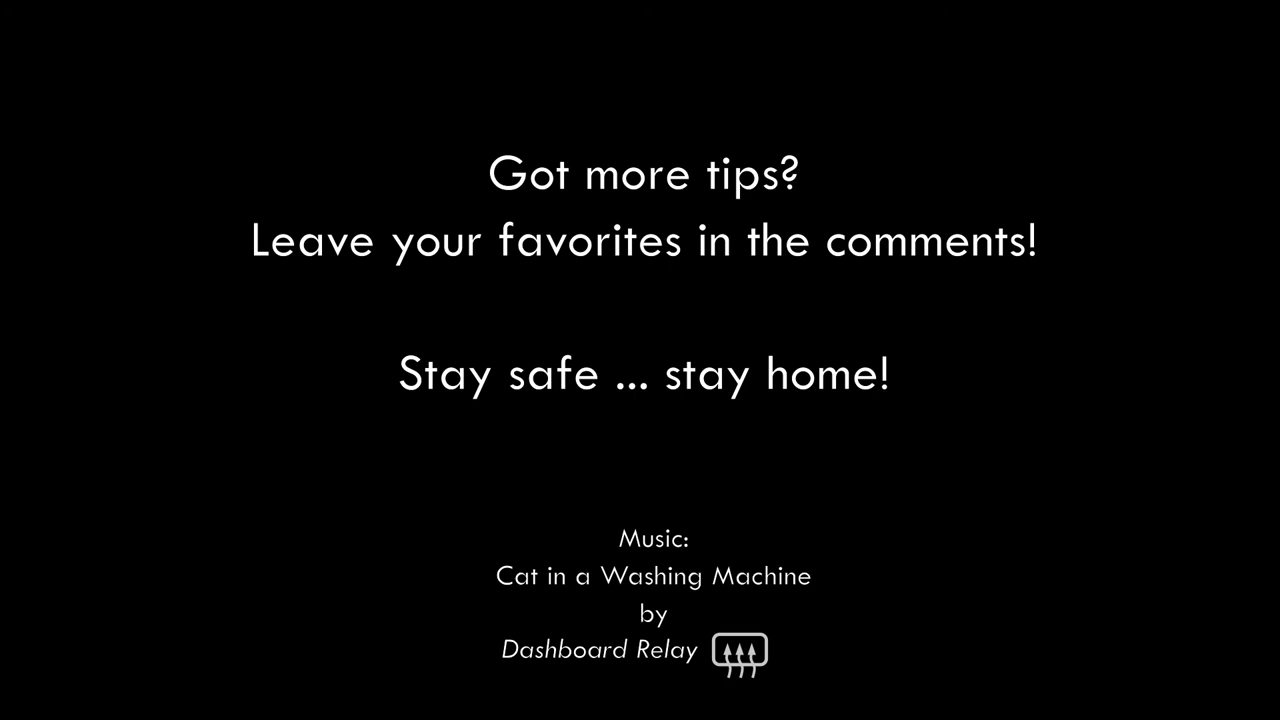 Got more tips?
Leave your favorites in the comments!
Stay safe ... stay home!
Music:
Cat in a Washing Machine
by
Dashboard Relay